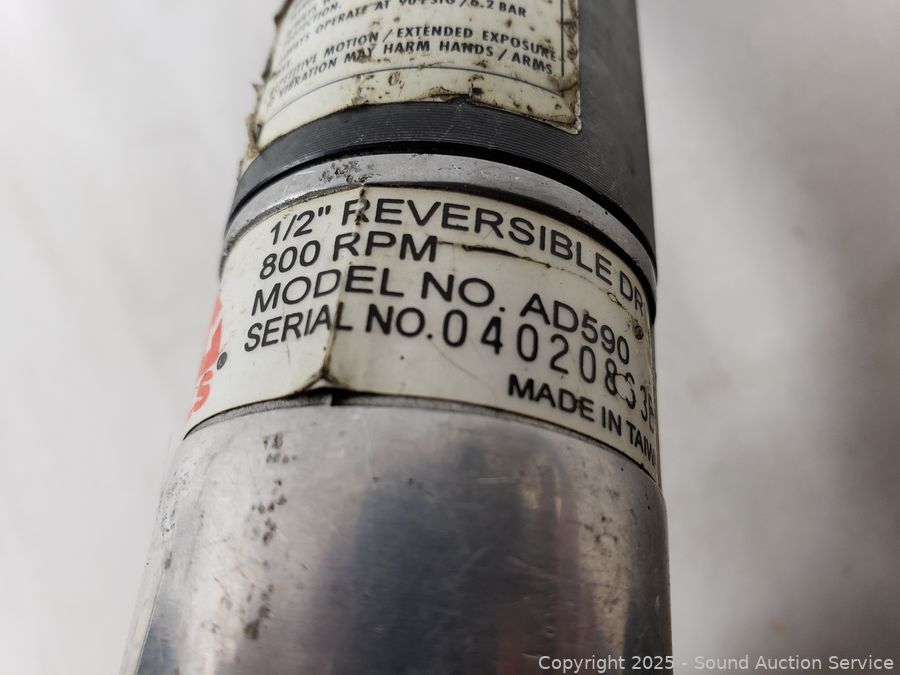 OPERATE AT 90PSIG/6.2 BAR
MOTION/EXTENDED EXPOSURE
VIBRATION MAY HARM HANDS/ARMS.
1/2" REVERSIBLE DR
800 RPM
MODEL NO. AD590
SERIAL NO. 040208
MADE IN TAIW
Copyright 2025 - Sound Auction Service